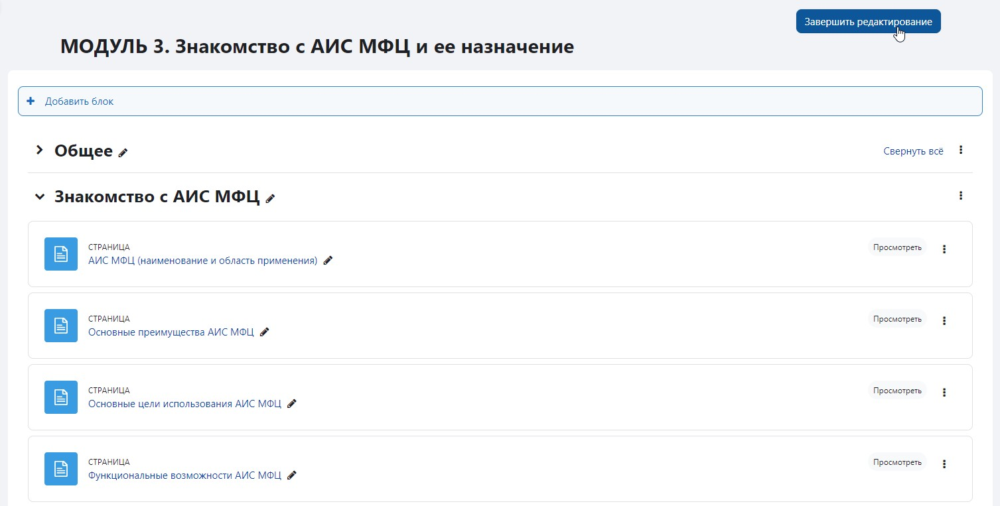 Завершить редактирование
МОДУЛЬ 3. Знакомство с АИС МФЦ и ее назначение
Добавить блок
Общее
Свернуть всё
Знакомство с АИС МФЦ
СТРАНИЦА
АИС МФЦ (наименование и область применения)
Просмотреть
СТРАНИЦА
Основные преимущества АИС МФЦ
Просмотреть
СТРАНИЦА
Основные цели использования АИС МФЦ
Просмотреть
СТРАНИЦА
Функциональные возможности АИС МФЦ
Просмотреть